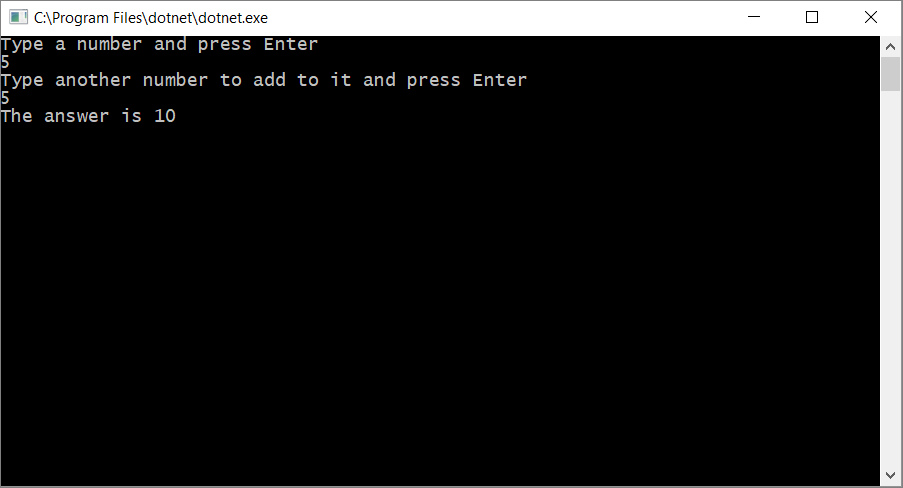 C:\Program Files\dotnet\dotnet.exe
Type a number and press Enter
5
Type another number to add to it and press Enter
5
The answer is 10